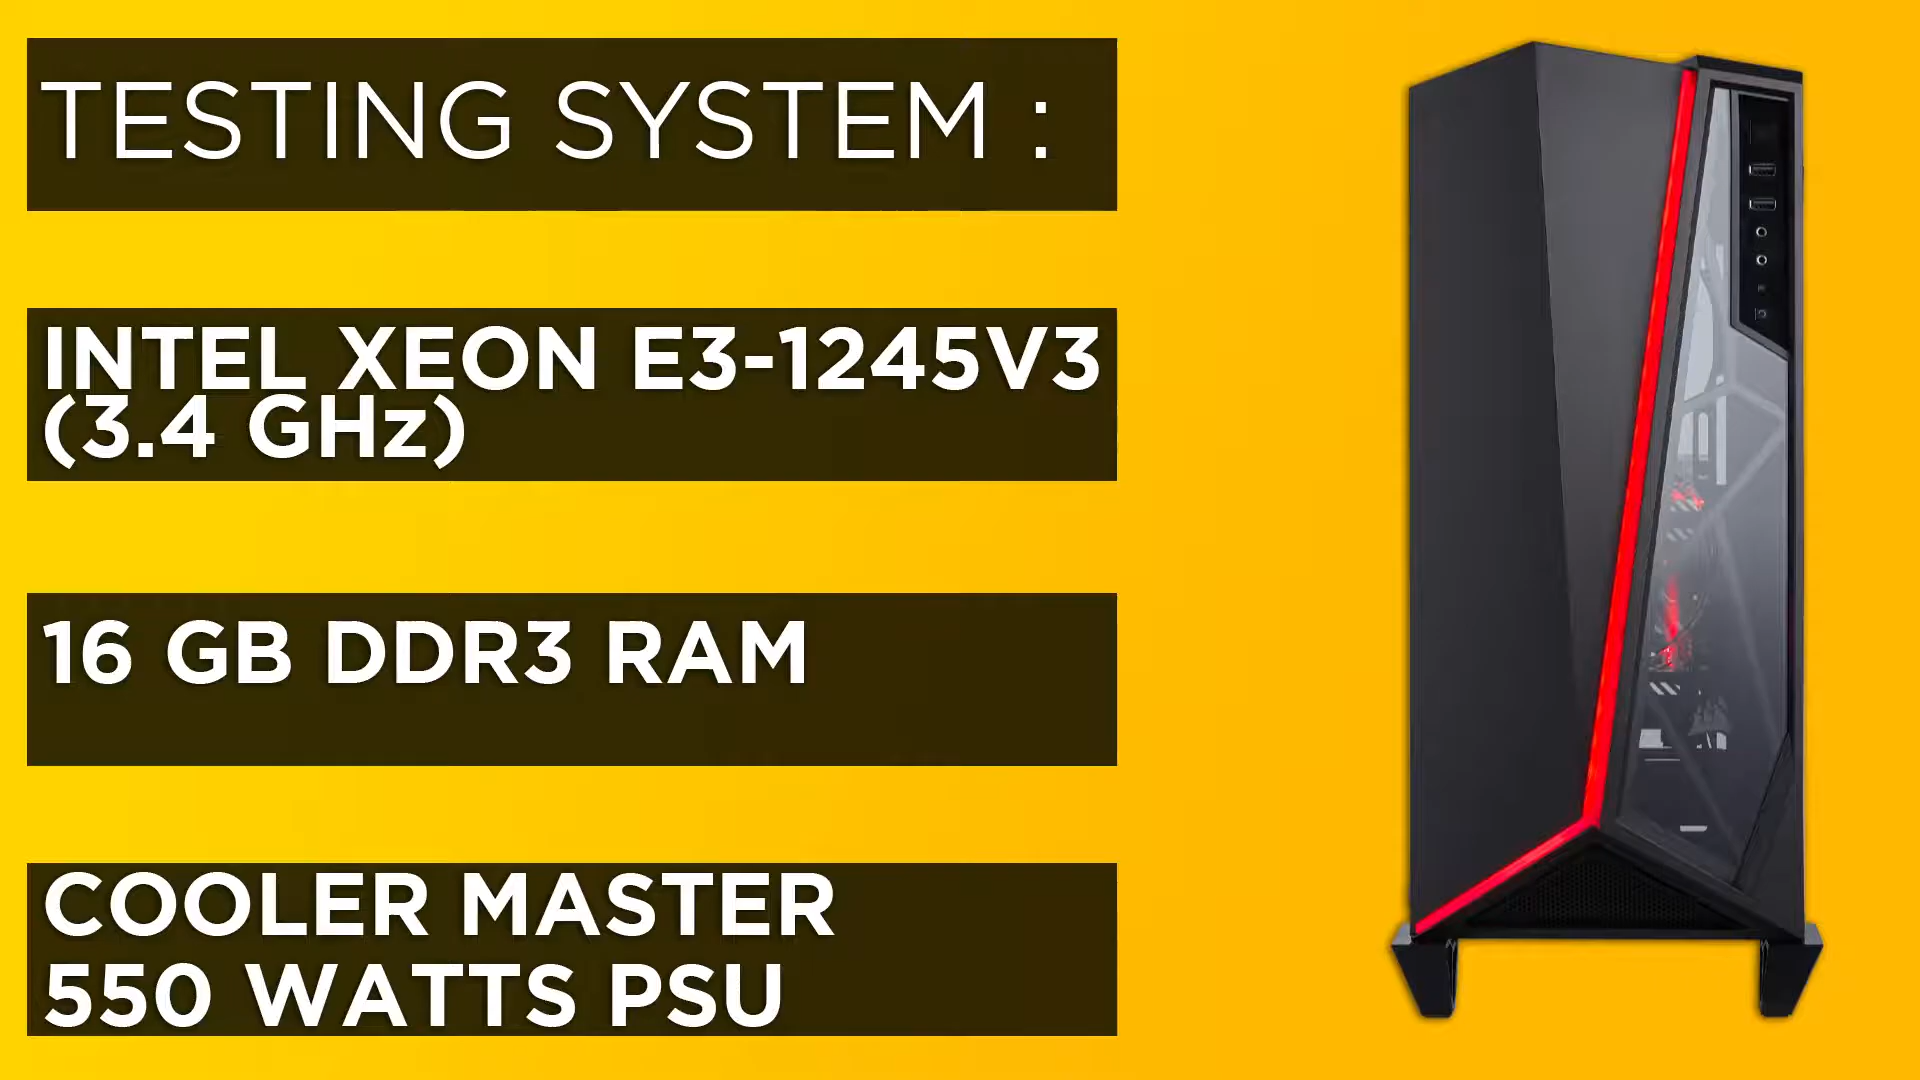 TESTING SYSTEM :
INTEL XEON E3-1245V3
(3.4 GHz)
16 GB DDR3 RAM
COOLER MASTER
550 WATTS PSU